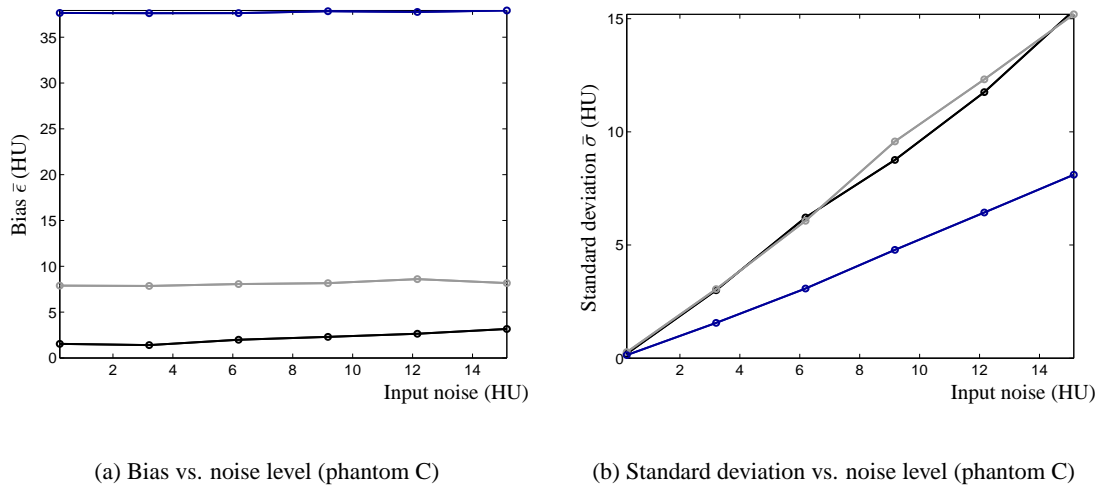 35
30
25
20
15
10
5
0
2 4 6 8 10 12 14
Bias ε̄ (HU)
Input noise (HU)
15
10
5
0
2 4 6 8 10 12 14
Standard deviation σ̄ (HU)
Input noise (HU)
(a) Bias vs. noise level (phantom C)
(b) Standard deviation vs. noise level (phantom C)